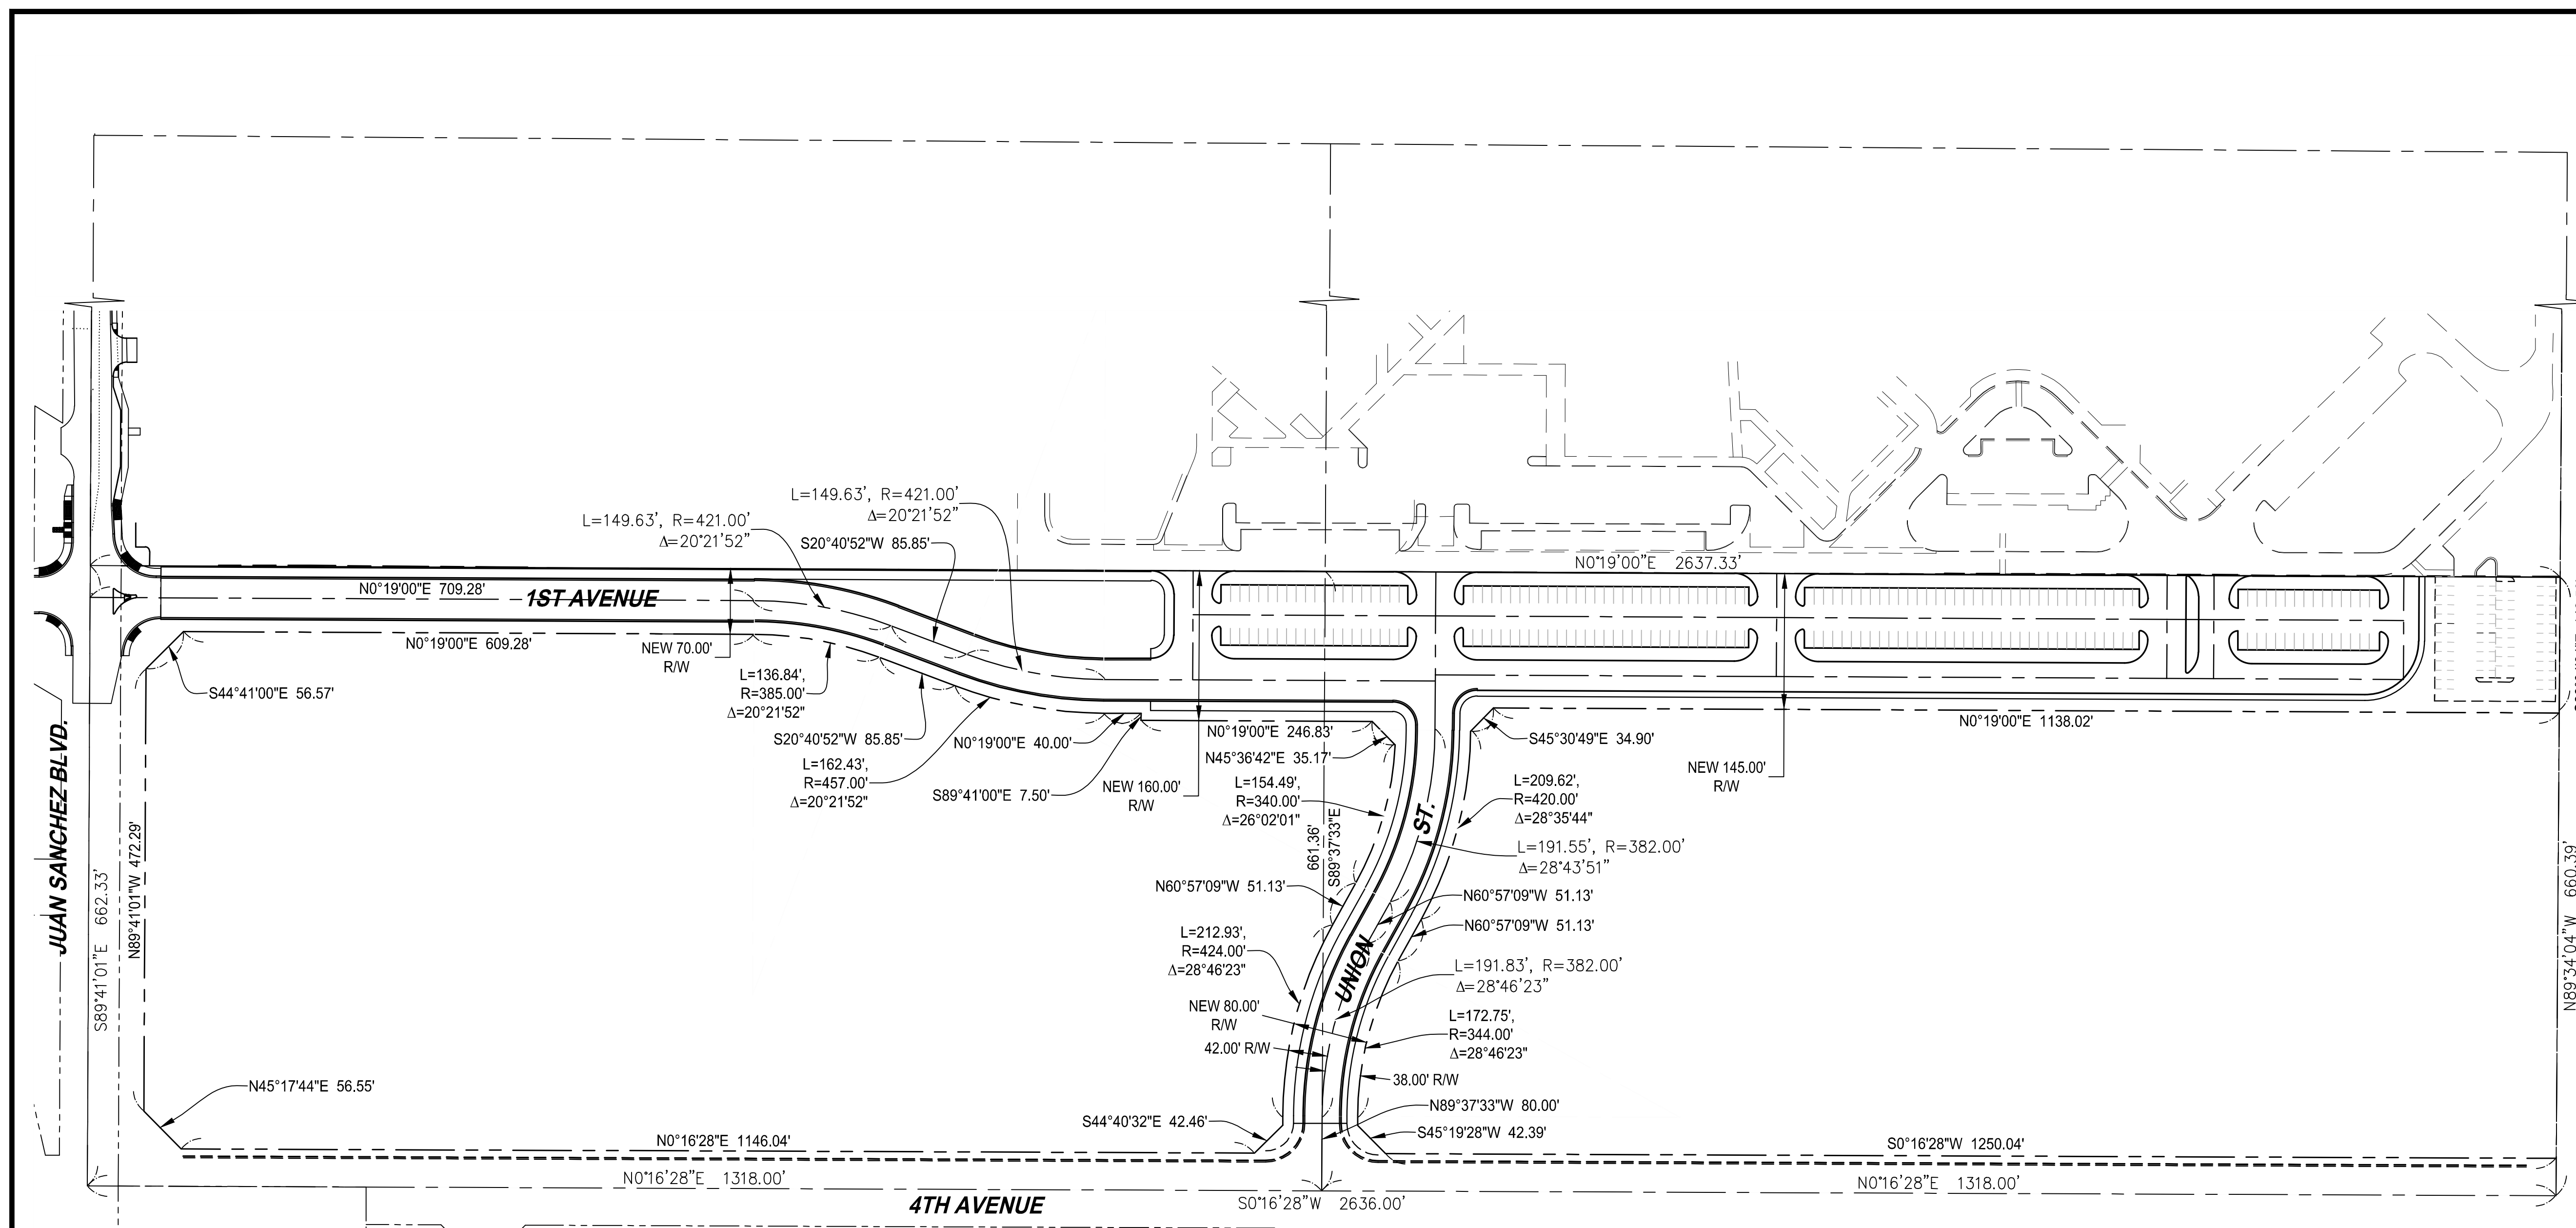 L=149.63', R=421.00'
Δ=20°21'52"
L=149.63', R=421.00'
Δ=20°21'52"
S20°40'52"W 85.85'
N0°19'00"E 2637.33'
N0°19'00"E 709.28'
1ST AVENUE
N0°19'00"E 609.28'
NEW 70.00'
R/W
S44°41'00"E 56.57'
L=136.84',
R=385.00'
Δ=20°21'52"
S20°40'52"W 85.85'
N0°19'00"E 40.00'
L=162.43',
R=457.00'
Δ=20°21'52"
S89°41'00"E 7.50'
N0°19'00"E 246.83'
N45°36'42"E 35.17'
NEW 160.00'
R/W
S45°30'49"E 34.90'
N0°19'00"E 1138.02'
NEW 145.00'
R/W
L=154.49',
R=340.00'
Δ=26°02'01"
L=209.62',
R=420.00'
Δ=28°35'44"
661.36'
S89°37'33"E
UNION ST.
L=191.55', R=382.00'
Δ=28°43'51"
N60°57'09"W 51.13'
N60°57'09"W 51.13'
N60°57'09"W 51.13'
L=212.93',
R=424.00'
Δ=28°46'23"
L=191.83', R=382.00'
Δ=28°46'23"
NEW 80.00'
R/W
42.00' R/W
L=172.75',
R=344.00'
Δ=28°46'23"
38.00' R/W
N89°37'33"W 80.00'
S44°40'32"E 42.46'
S45°19'28"W 42.39'
JUAN SANCHEZ BLVD.
S89°41'01"E 662.33'
N89°41'01"W 472.29'
N89°34'04"W 660.39'
N45°17'44"E 56.55'
N0°16'28"E 1146.04'
S0°16'28"W 1250.04'
N0°16'28"E 1318.00'
N0°16'28"E 1318.00'
4TH AVENUE
S0°16'28"W 2636.00'